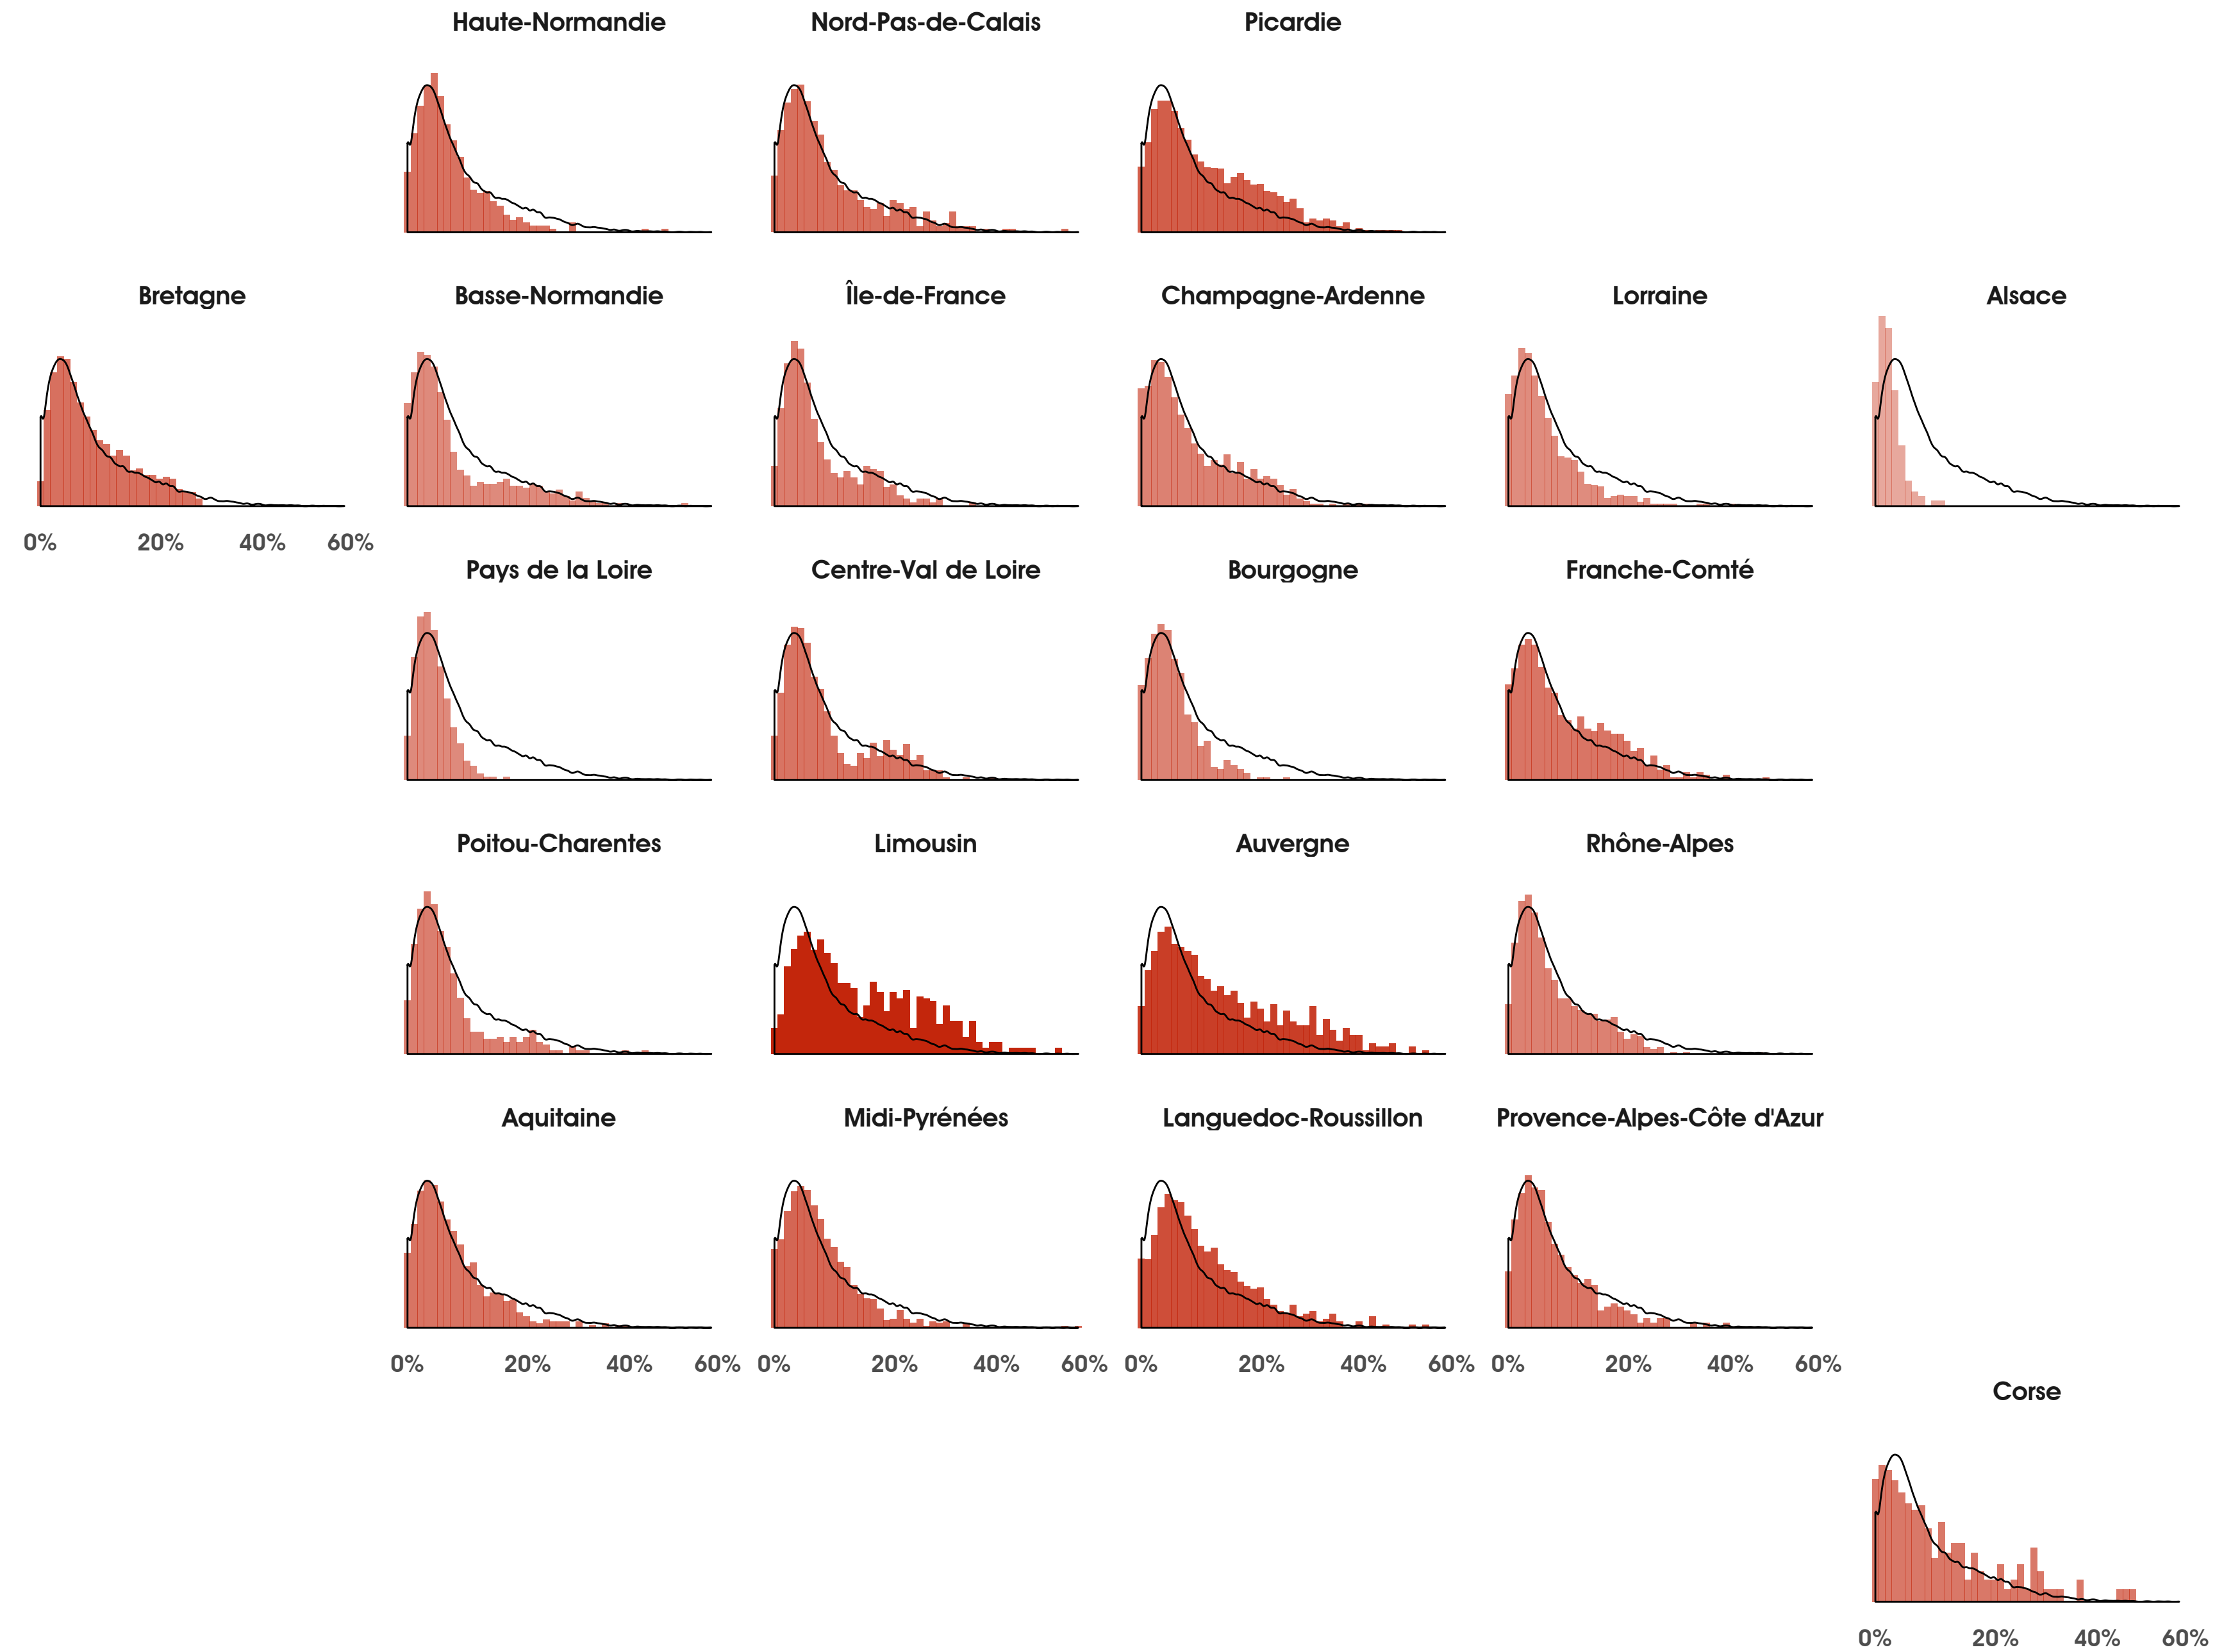 Haute-Normandie Nord-Pas-de-Calais Picardie
Bretagne Basse-Normandie Île-de-France Champagne-Ardenne Lorraine Alsace
0% 20% 40% 60%
Pays de la Loire Centre-Val de Loire Bourgogne Franche-Comté
Poitou-Charentes Limousin Auvergne Rhône-Alpes
Aquitaine Midi-Pyrénées Languedoc-Roussillon Provence-Alpes-Côte d'Azur
0% 20% 40% 60% 0% 20% 40% 60% 0% 20% 40% 60% 0% 20% 40% 60%
Corse
0% 20% 40% 60%